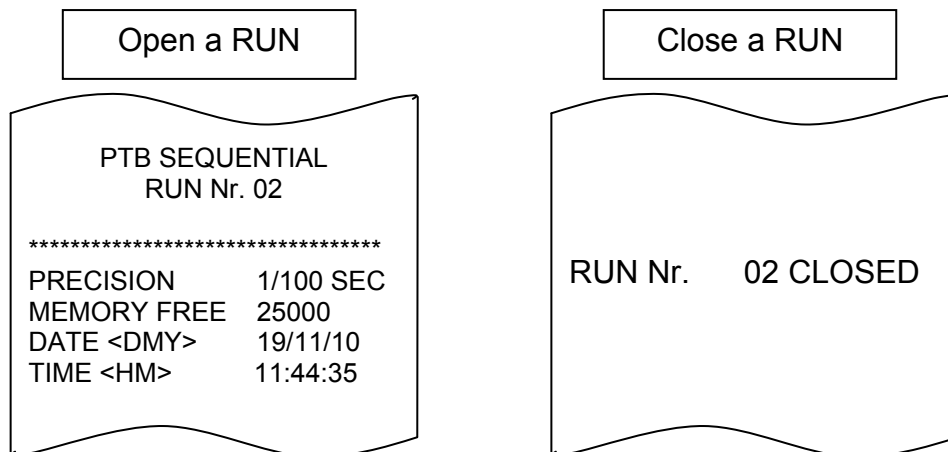 Open a RUN
PTB SEQUENTIAL
RUN Nr. 02
**********************************
PRECISION 1/100 SEC
MEMORY FREE 25000
DATE <DMY> 19/11/10
TIME <HM> 11:44:35
Close a RUN
RUN Nr. 02 CLOSED